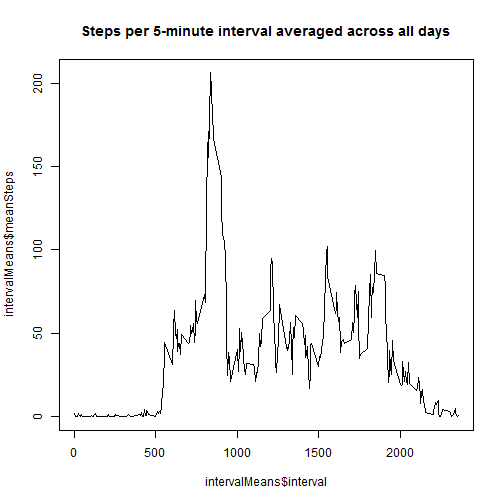 Steps per 5-minute interval averaged across all days
intervalMeans$meanSteps
200
150
100
50
0
0 500 1000 1500 2000
intervalMeans$interval